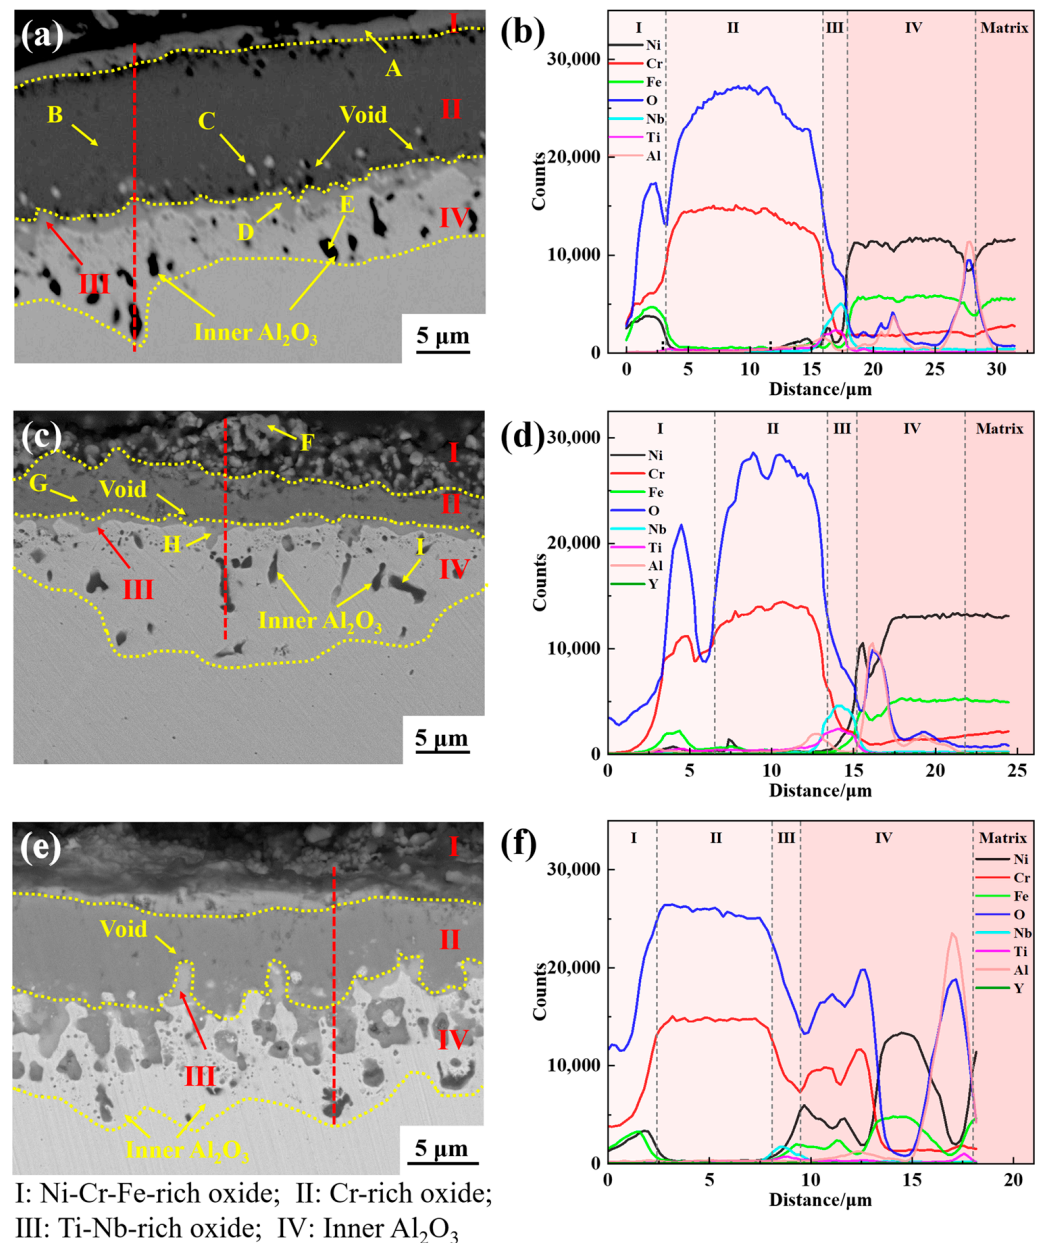 (a)
I
A
B
C
Void
II
D
E
IV
III
Inner Al₂O₃
5 μm
(b)
I II III IV Matrix
Ni
Cr
Fe
O
Nb
Ti
Al
30,000
20,000
10,000
0
Counts
0 5 10 15 20 25 30
Distance/μm
(c)
F
I
G
Void
II
H
I
III
IV
Inner Al₂O₃
5 μm
(d)
I II III IV Matrix
Ni
Cr
Fe
O
Nb
Ti
Al
Y
30,000
20,000
10,000
0
Counts
0 5 10 15 20 25
Distance/μm
(e)
I
Void
II
IV
III
Inner Al₂O₃
5 μm
(f)
I II III IV Matrix
Ni
Cr
Fe
O
Nb
Ti
Al
Y
30,000
20,000
10,000
0
Counts
0 5 10 15 20
Distance/μm
I: Ni-Cr-Fe-rich oxide; II: Cr-rich oxide;
III: Ti-Nb-rich oxide; IV: Inner Al₂O₃